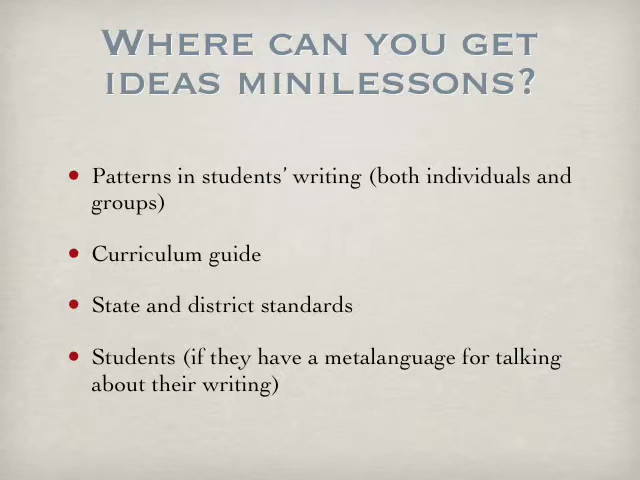 Where can you get
ideas minilessons?
• Patterns in students’ writing (both individuals and
groups)
• Curriculum guide
• State and district standards
• Students (if they have a metalanguage for talking
about their writing)